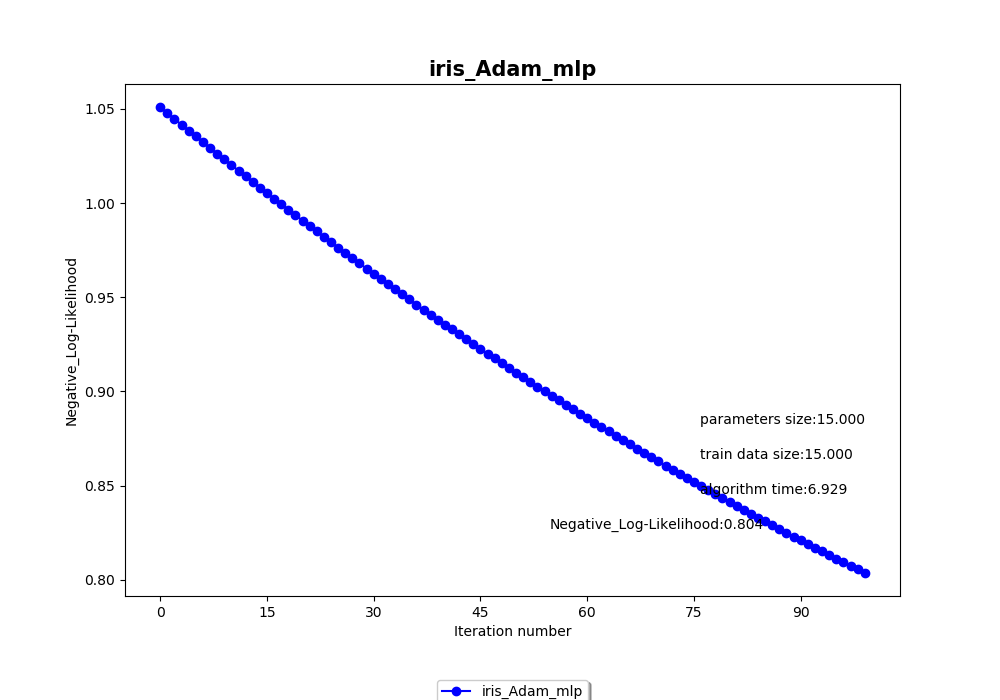 iris_Adam_mlp
Negative_Log-Likelihood
1.05
1.00
0.95
0.90
0.85
0.80
parameters size:15.000
train data size:15.000
algorithm time:6.929
Negative_Log-Likelihood:0.804
0 15 30 45 60 75 90
Iteration number
iris_Adam_mlp